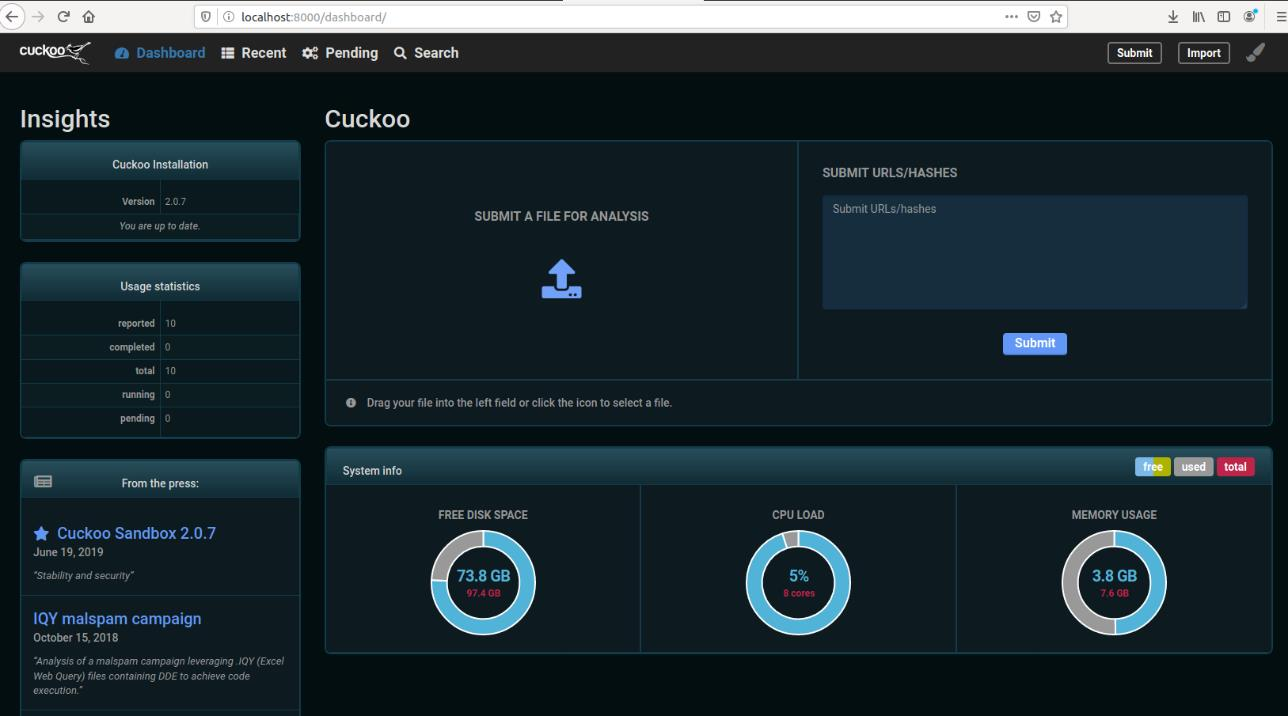 localhost:8000/dashboard/
cuckoo
Dashboard
Recent
Pending
Search
Submit
Import
Insights
Cuckoo Installation
Version 2.0.7
You are up to date.
Usage statistics
reported 10
completed 0
total 10
running 0
pending 0
From the press:
Cuckoo Sandbox 2.0.7
June 19, 2019
"Stability and security"
IQY malspam campaign
October 15, 2018
"Analysis of a malspam campaign leveraging .IQY (Excel
Web Query) files containing DDE to achieve code
execution."
Cuckoo
SUBMIT A FILE FOR ANALYSIS
SUBMIT URLS/HASHES
Submit URLs/hashes
Submit
Drag your file into the left field or click the icon to select a file.
System info
free
used
total
FREE DISK SPACE
73.8 GB
97.4 GB
CPU LOAD
5%
8 cores
MEMORY USAGE
3.8 GB
7.6 GB